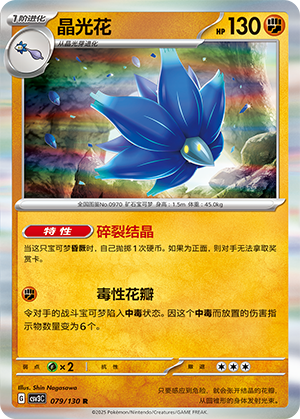 1阶进化
晶光花
HP 130
从晶光芽进化
全国图鉴No.0970 矿石宝可梦 身高：1.5m 体重：45.0kg
特性 碎裂结晶
当这只宝可梦昏厥时，自己抛掷1次硬币。如果为正面，则对手无法拿取奖
赏卡。
毒性花瓣
令对手的战斗宝可梦陷入中毒状态。因这个中毒而放置的伤害指
示物数量变为6个。
弱点 ×2 抗性 撤退
Illus. Shin Nagasawa
G CSV3C 079/130 R
©2025 Pokémon/Nintendo/Creatures/GAME FREAK.
只要感应到危险，就会张开结晶的花瓣，
从圆锥形的身体发射光束。